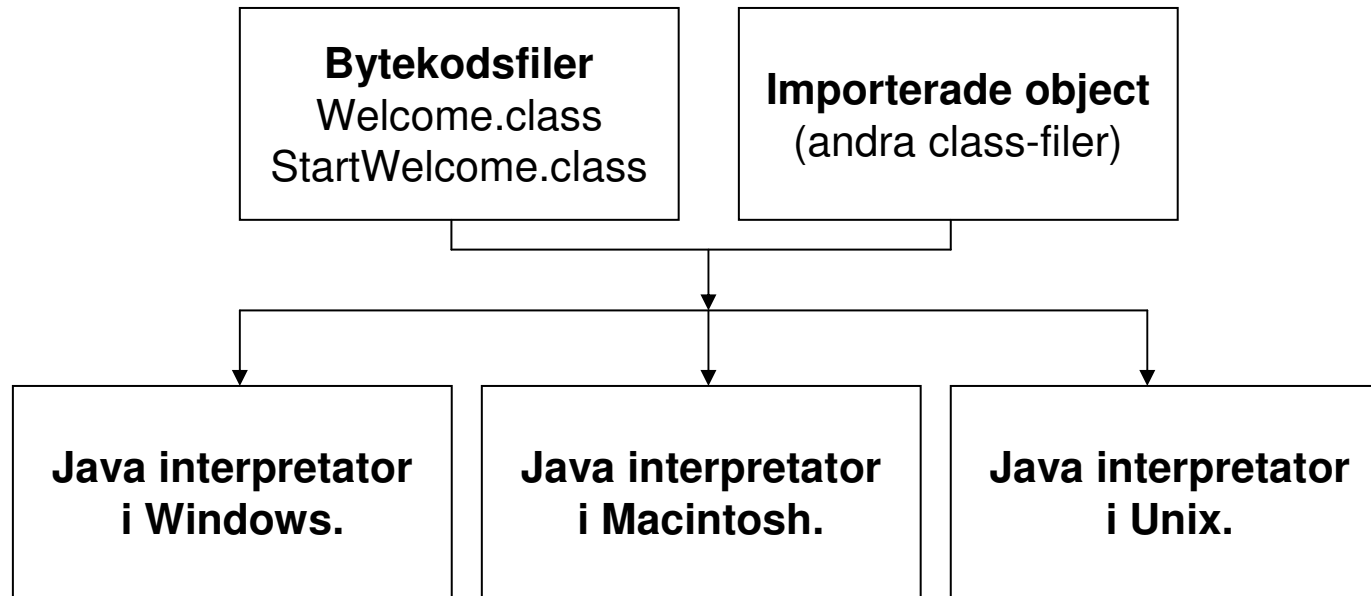 Bytekodsfiler
Welcome.class
StartWelcome.class
Importerade object
(andra class-filer)
Java interpretator
i Windows.
Java interpretator
i Macintosh.
Java interpretator
i Unix.